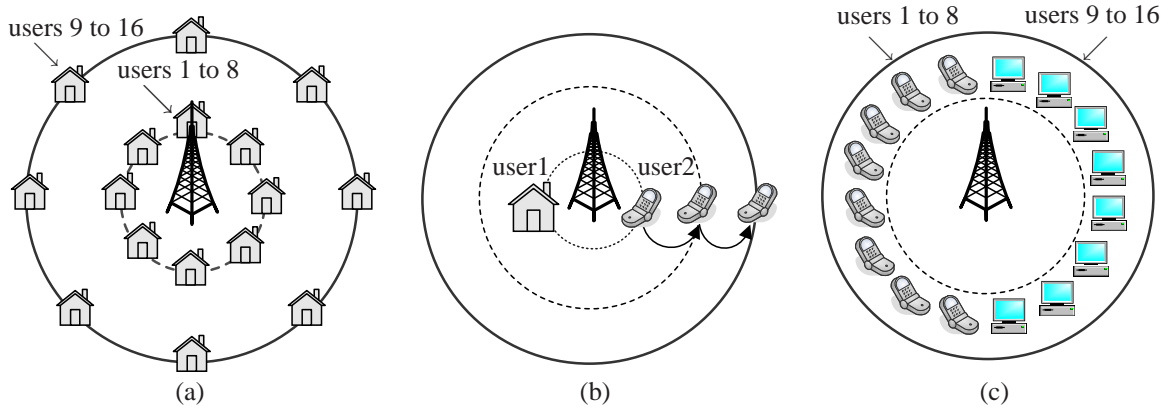 users 9 to 16
users 1 to 8
(a)
user1
user2
(b)
users 1 to 8
users 9 to 16
(c)